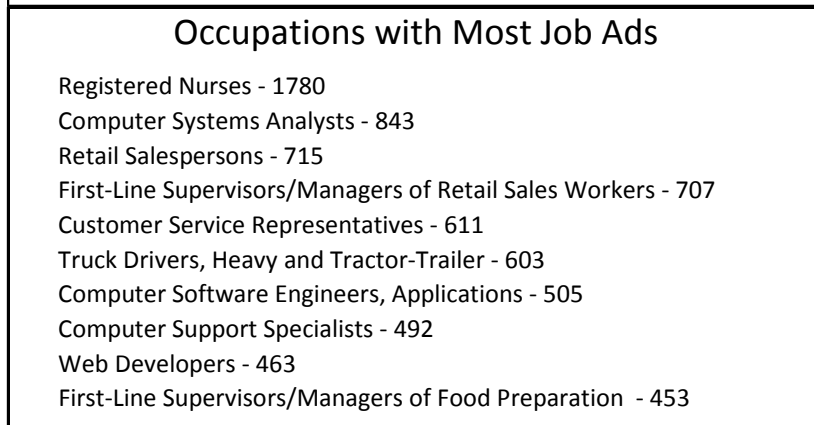 Occupations with Most Job Ads
Registered Nurses - 1780
Computer Systems Analysts - 843
Retail Salespersons - 715
First-Line Supervisors/Managers of Retail Sales Workers - 707
Customer Service Representatives - 611
Truck Drivers, Heavy and Tractor-Trailer - 603
Computer Software Engineers, Applications - 505
Computer Support Specialists - 492
Web Developers - 463
First-Line Supervisors/Managers of Food Preparation  - 453